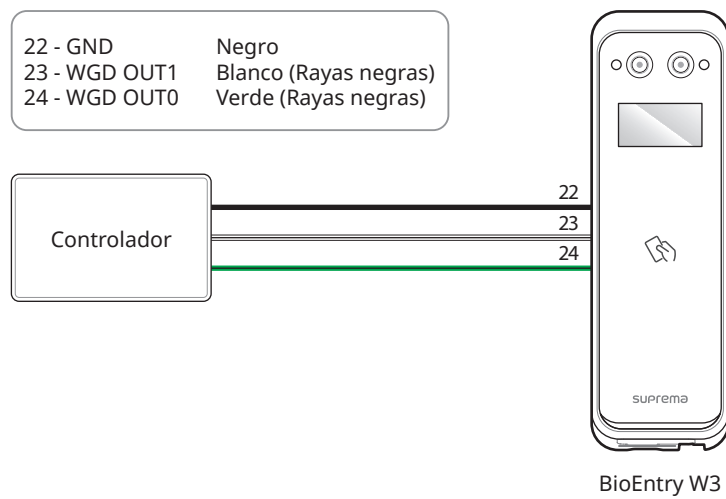 22 - GND Negro
23 - WGD OUT1 Blanco (Rayas negras)
24 - WGD OUT0 Verde (Rayas negras)
22
23
24
Controlador
suprema
BioEntry W3